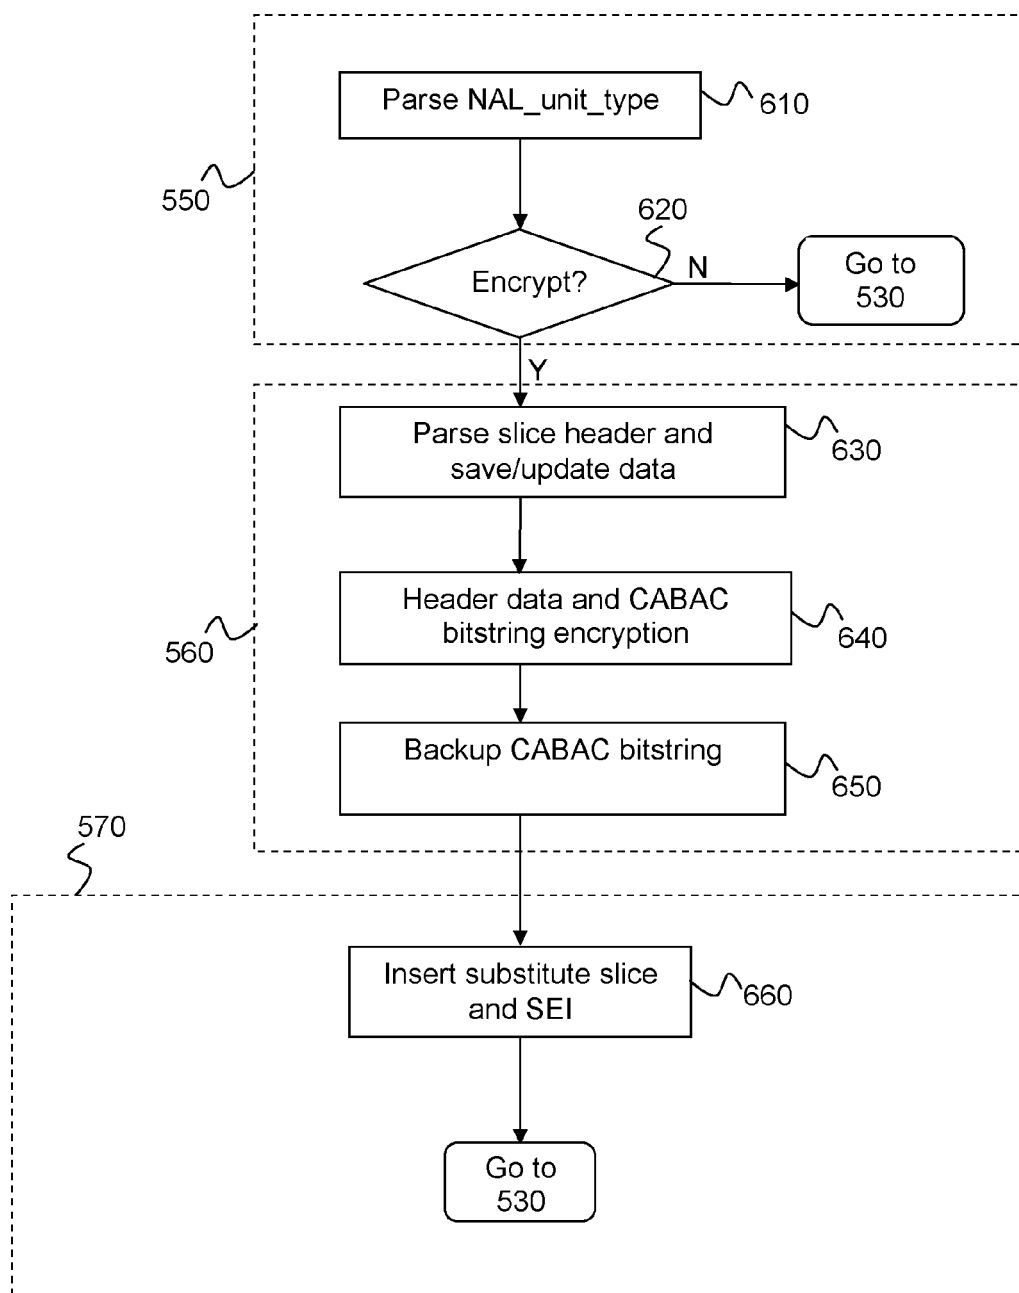 Parse NAL_unit_type
610
550
620
Encrypt?
N
Go to
530
Y
Parse slice header and
save/update data
630
Header data and CABAC
bitstring encryption
640
560
Backup CABAC bitstring
650
570
Insert substitute slice
and SEI
660
Go to
530